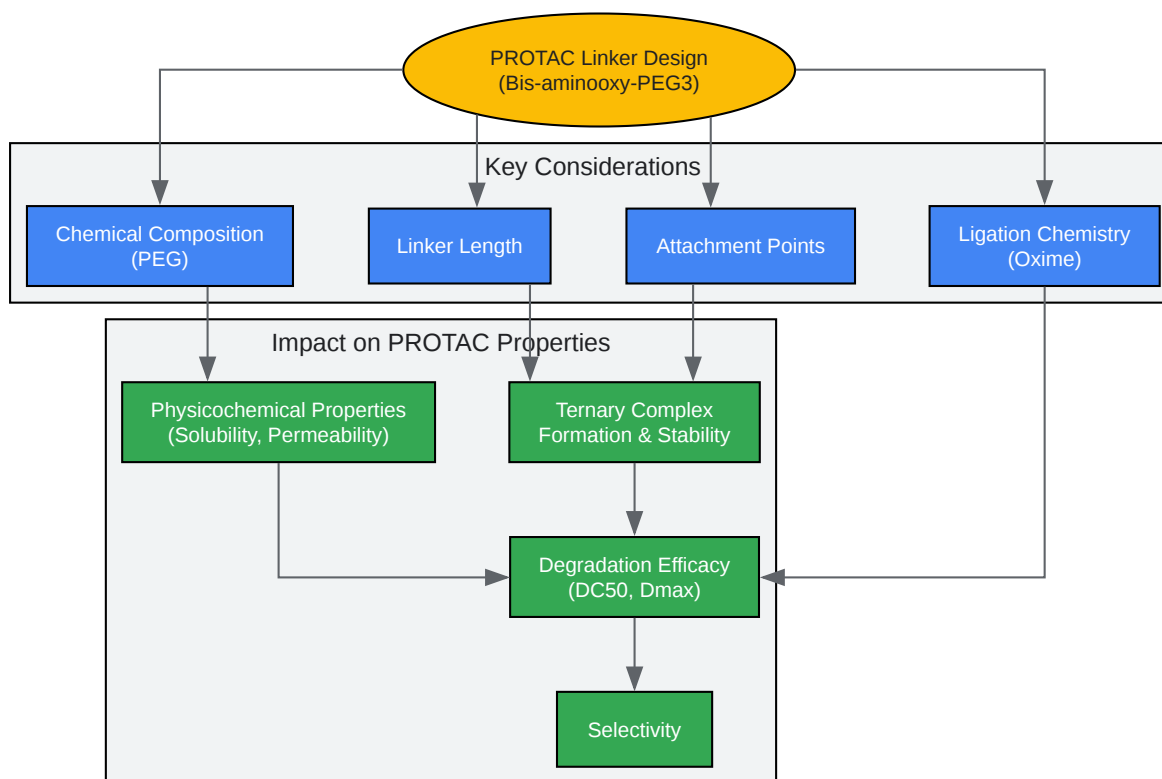 PROTAC Linker Design
(Bis-aminooxy-PEG3)
Key Considerations
Chemical Composition
(PEG)
Linker Length
Attachment Points
Ligation Chemistry
(Oxime)
Impact on PROTAC Properties
Physicochemical Properties
(Solubility, Permeability)
Ternary Complex
Formation & Stability
Degradation Efficacy
(DC50, Dmax)
Selectivity